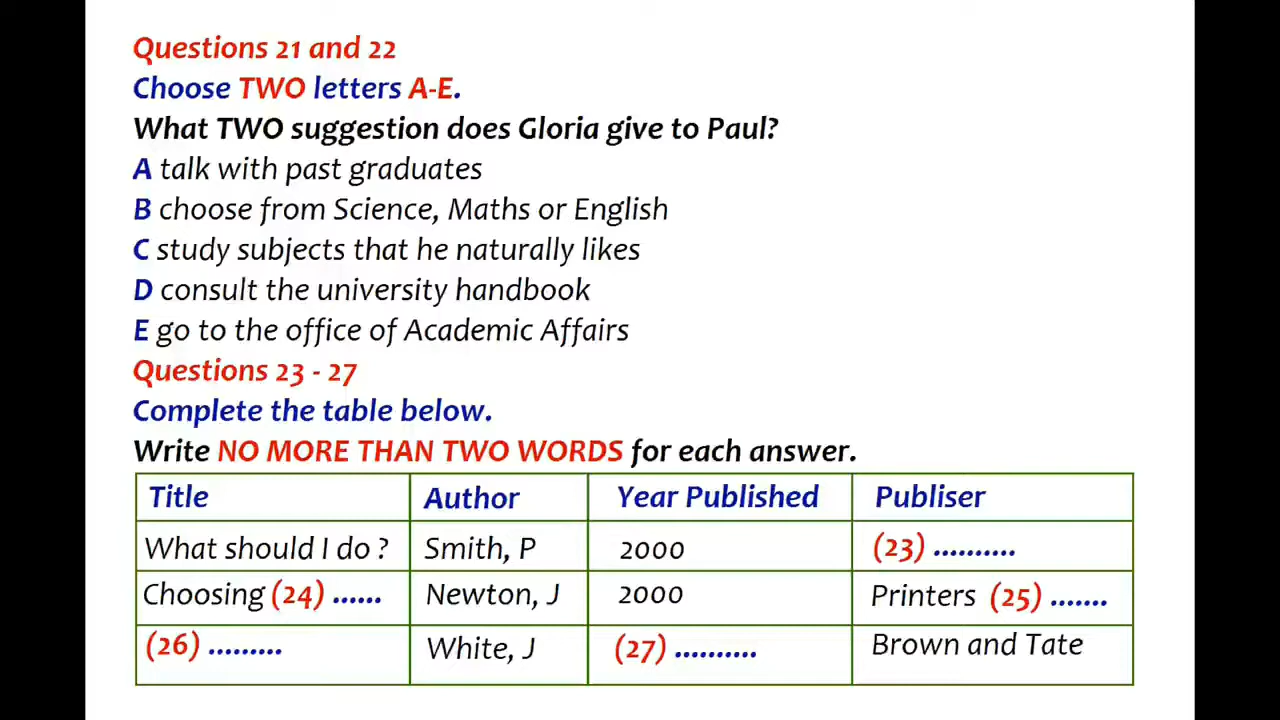 Questions 21 and 22
Choose TWO letters A-E.
What TWO suggestion does Gloria give to Paul?
A talk with past graduates
B choose from Science, Maths or English
C study subjects that he naturally likes
D consult the university handbook
E go to the office of Academic Affairs
Questions 23 - 27
Complete the table below.
Write NO MORE THAN TWO WORDS for each answer.
Title Author Year Published Publiser
What should I do ? Smith, P 2000 (23) ..........
Choosing (24) ...... Newton, J 2000 Printers (25) .......
(26) ......... White, J (27) .......... Brown and Tate